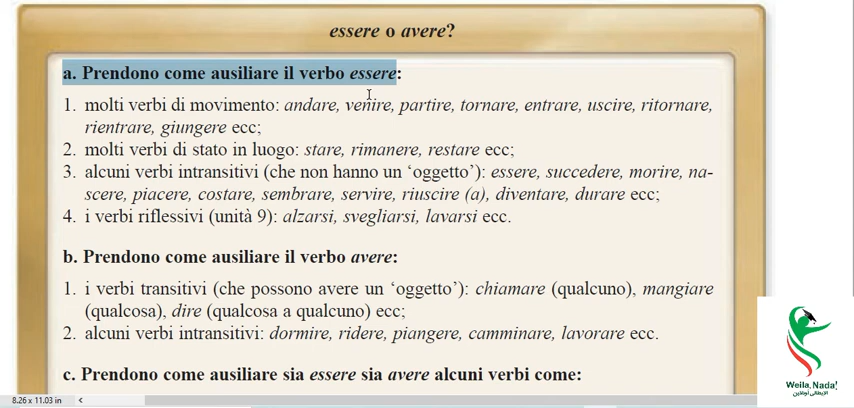 essere o avere?
a. Prendono come ausiliare il verbo essere:
1. molti verbi di movimento: andare, venire, partire, tornare, entrare, uscire, ritornare,
rientrare, giungere ecc;
2. molti verbi di stato in luogo: stare, rimanere, restare ecc;
3. alcuni verbi intransitivi (che non hanno un ‘oggetto’): essere, succedere, morire, na-
scere, piacere, costare, sembrare, servire, riuscire (a), diventare, durare ecc;
4. i verbi riflessivi (unità 9): alzarsi, svegliarsi, lavarsi ecc.
b. Prendono come ausiliare il verbo avere:
1. i verbi transitivi (che possono avere un ‘oggetto’): chiamare (qualcuno), mangiare
(qualcosa), dire (qualcosa a qualcuno) ecc;
2. alcuni verbi intransitivi: dormire, ridere, piangere, camminare, lavorare ecc.
c. Prendono come ausiliare sia essere sia avere alcuni verbi come:
Weila, Nada!
الإيطالي أونلاين
8.26 x 11.03 in